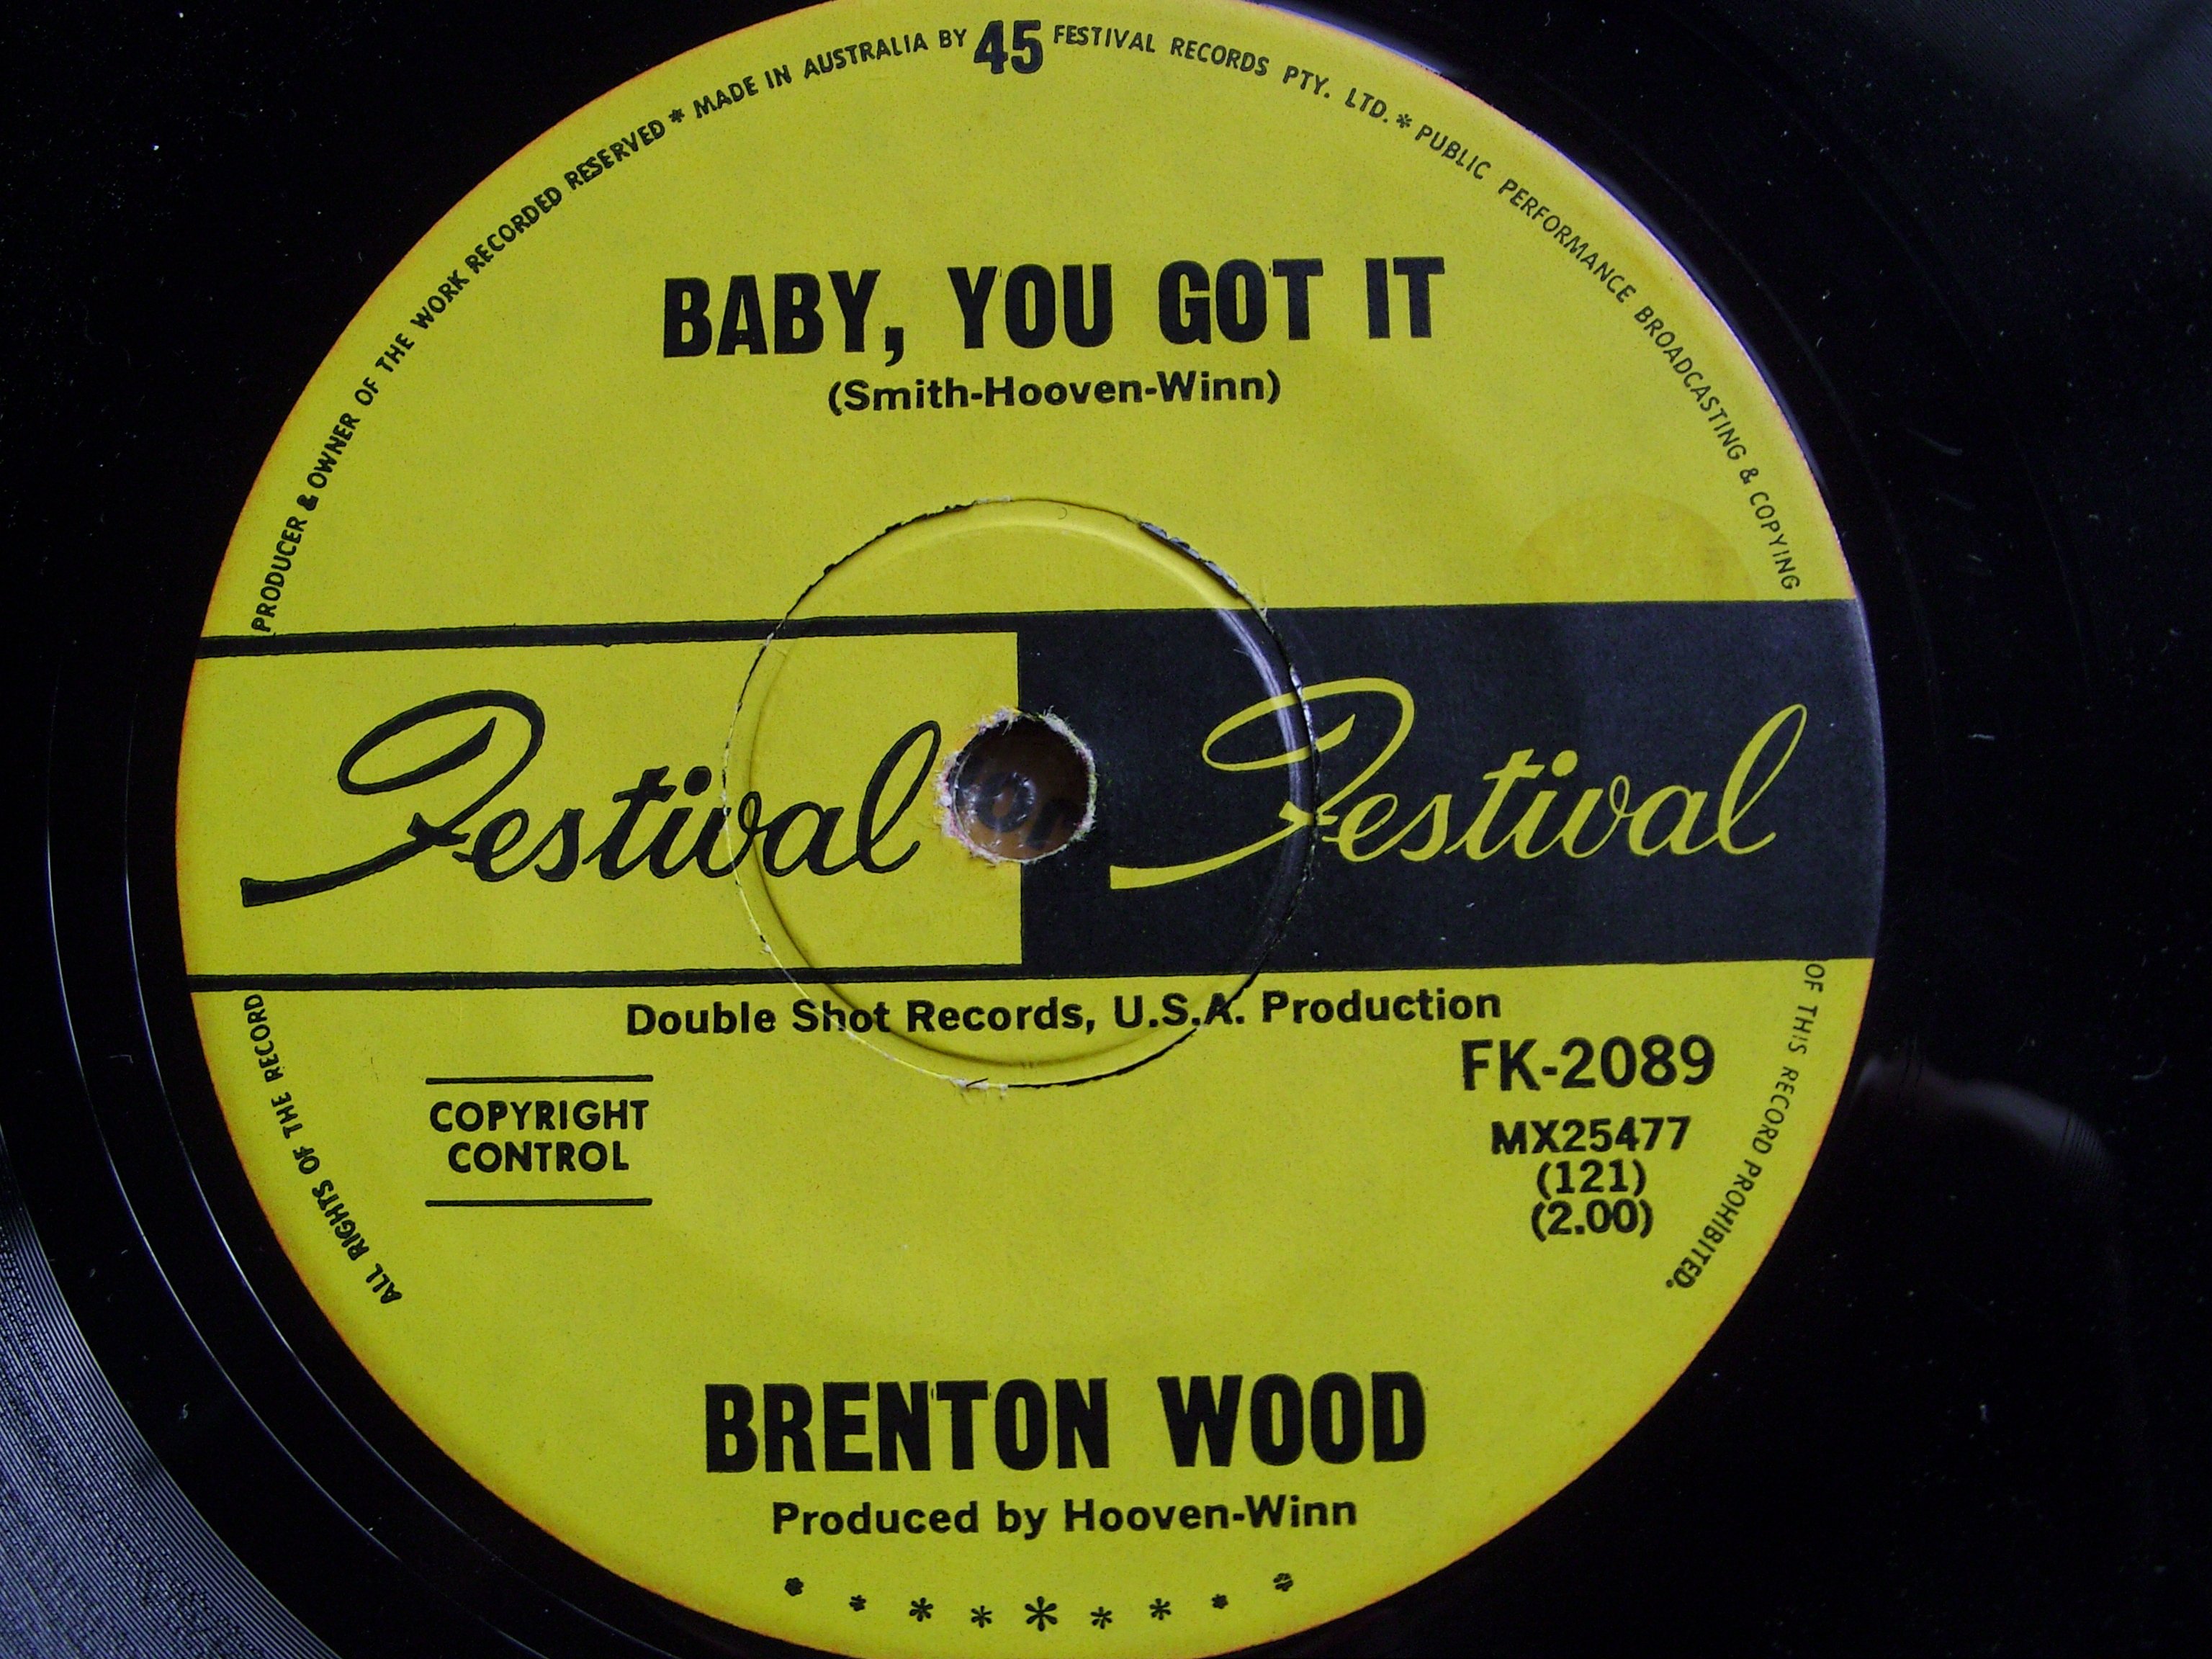 PRODUCER & OWNER OF THE WORK RECORDED RESERVED * MADE IN AUSTRALIA BY 45 FESTIVAL RECORDS PTY. LTD. * PUBLIC PERFORMANCE BROADCASTING & COPYING
BABY, YOU GOT IT
(Smith-Hooven-Winn)
Festival Festival
Double Shot Records, U.S.A. Production
FK-2089
COPYRIGHT
CONTROL
MX25477
(121)
(2.00)
ALL RIGHTS OF THE RECORD
OF THIS RECORD PROHIBITED.
BRENTON WOOD
Produced by Hooven-Winn
* * * * * * * * *